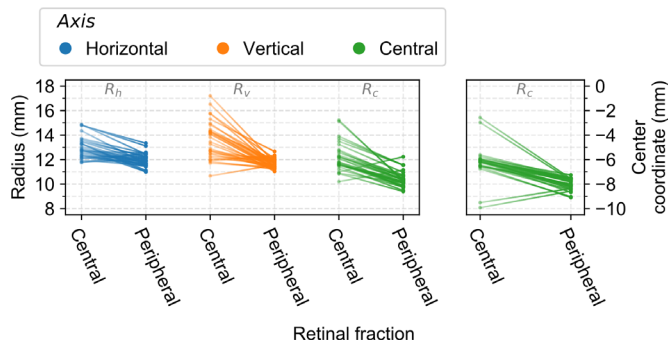 Axis
Horizontal Vertical Central
R_h R_v R_c R_c
18
16
14
12
10
8
Radius (mm)
0
−2
−4
−6
−8
−10
Center
coordinate (mm)
Central Peripheral Central Peripheral Central Peripheral Central Peripheral
Retinal fraction